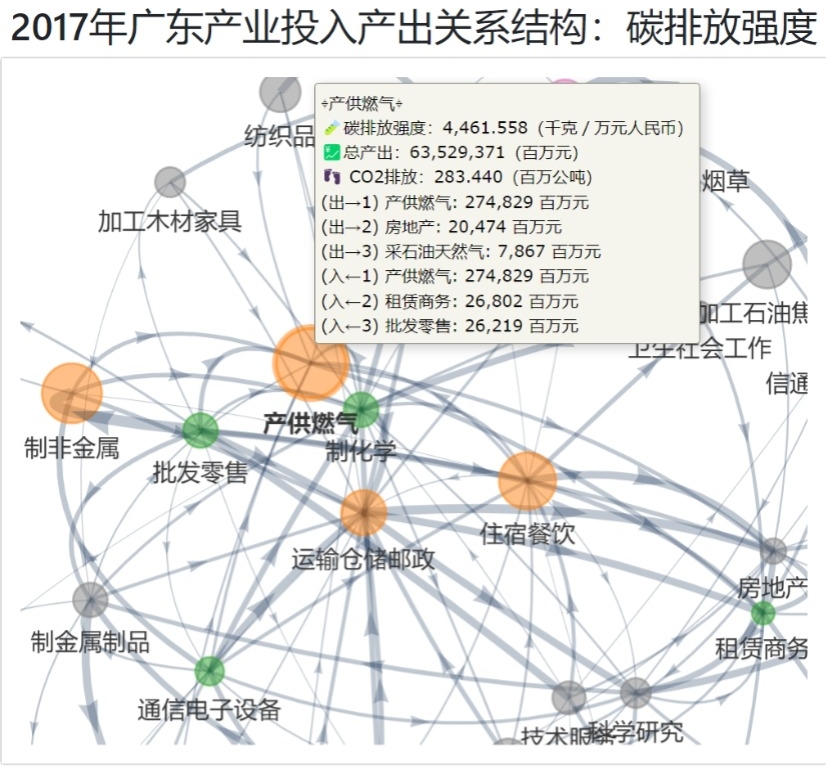 2017年广东产业投入产出关系结构：碳排放强度
纺织品
÷产供燃气÷
碳排放强度：4,461.558（千克 / 万元人民币）
总产出：63,529,371（百万元）
CO2排放：283.440（百万公吨）
(出→1) 产供燃气: 274,829 百万元
(出→2) 房地产: 20,474 百万元
(出→3) 采石油天然气: 7,867 百万元
(入←1) 产供燃气: 274,829 百万元
(入←2) 租赁商务: 26,802 百万元
(入←3) 批发零售: 26,219 百万元
烟草
加工木材家具
加工石油焦
卫生社会工作
信通
产供燃气
制非金属
制化学
批发零售
住宿餐饮
运输仓储邮政
房地产
制金属制品
租赁商务
通信电子设备
技术服务
科学研究